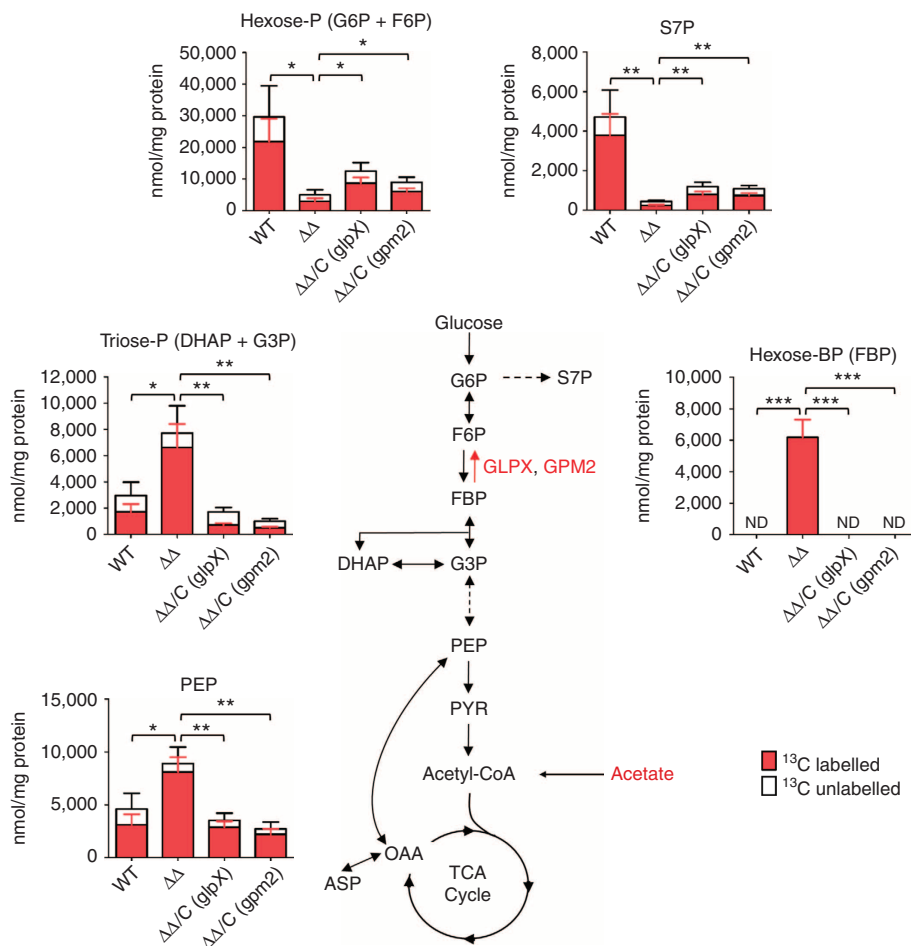 Hexose-P (G6P + F6P)
nmol/mg protein
50,000
40,000
30,000
20,000
10,000
0
* * *
WT
ΔΔ
ΔΔ/C (glpX)
ΔΔ/C (gpm2)
S7P
nmol/mg protein
8,000
6,000
4,000
2,000
0
** ** **
WT
ΔΔ
ΔΔ/C (glpX)
ΔΔ/C (gpm2)
Triose-P (DHAP + G3P)
nmol/mg protein
12,000
10,000
8,000
6,000
4,000
2,000
0
* ** **
WT
ΔΔ
ΔΔ/C (glpX)
ΔΔ/C (gpm2)
Glucose
G6P
S7P
F6P
GLPX, GPM2
FBP
DHAP
G3P
PEP
PYR
Acetyl-CoA
Acetate
OAA
ASP
TCA
Cycle
Hexose-BP (FBP)
nmol/mg protein
10,000
8,000
6,000
4,000
2,000
0
*** *** ***
ND ND ND
WT
ΔΔ
ΔΔ/C (glpX)
ΔΔ/C (gpm2)
PEP
nmol/mg protein
15,000
10,000
5,000
0
* ** **
WT
ΔΔ
ΔΔ/C (glpX)
ΔΔ/C (gpm2)
¹³C labelled
¹³C unlabelled